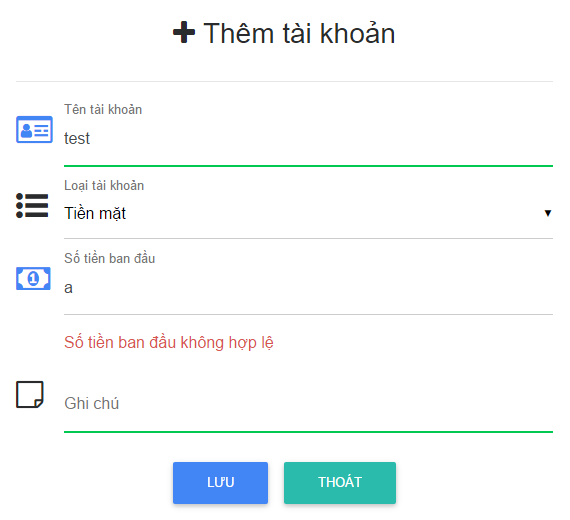 Thêm tài khoản
Tên tài khoản
test
Loại tài khoản
Tiền mặt
Số tiền ban đầu
a
Số tiền ban đầu không hợp lệ
Ghi chú
LƯU
THOÁT